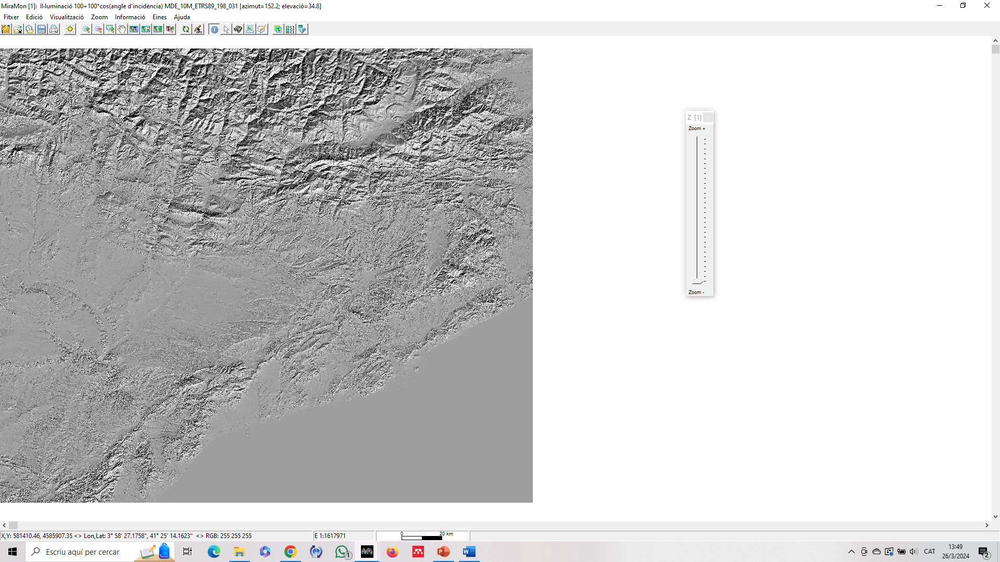 MiraMon [1]:  Il·luminació 100+100*cos(angle d'incidència) MDE_10M_ETRS89_198_031 [azimut=152.2; elevació=34.8]
Fitxer Edició Visualització Zoom Informació Eines Ajuda
GPS
Z [1]
Zoom +
Zoom -
X,Y: 581410.46, 4585907.35 <> Lon,Lat: 3° 58' 27.1758", 41° 25' 14.1623" <> RGB: 255 255 255
E 1:1617971
0 20 km
Escriu aquí per cercar
1
CAT
13:49
26/3/2024
2